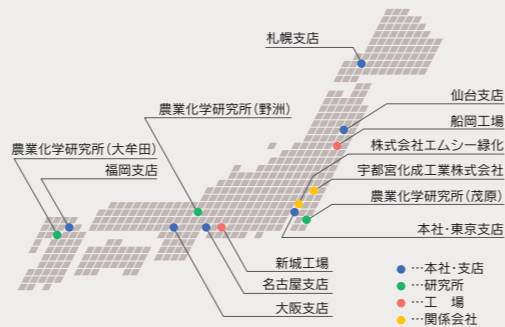 札幌支店
仙台支店
農業化学研究所（野洲）
船岡工場
株式会社エムシー緑化
農業化学研究所（大牟田）
宇都宮化成工業株式会社
福岡支店
農業化学研究所（茂原）
本社・東京支店
新城工場
名古屋支店
大阪支店
…本社・支店
…研究所
…工　場
…関係会社